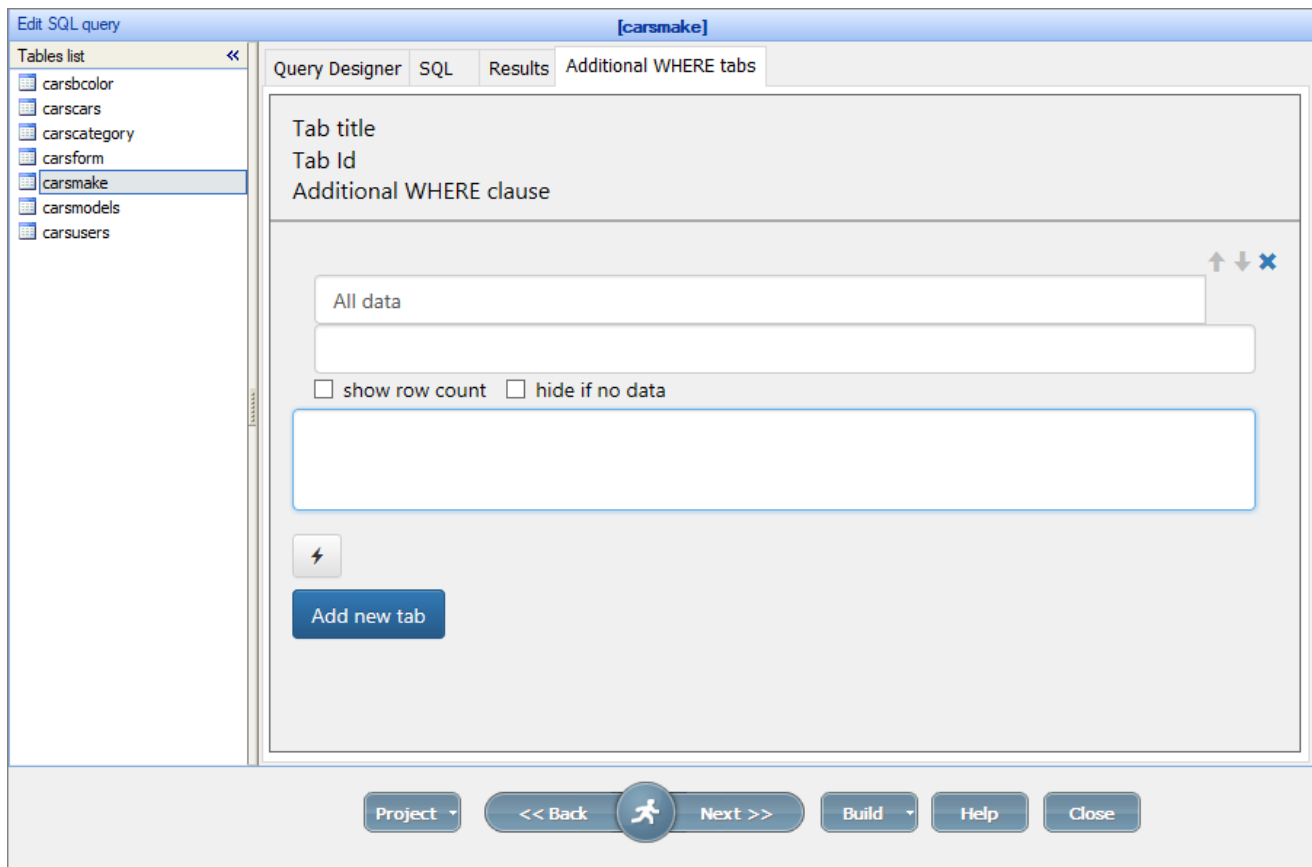 Edit SQL query
[carsmake]
Tables list
carsbcolor
carscars
carscategory
carsform
carsmake
carsmodels
carsusers
Query Designer SQL Results Additional WHERE tabs
Tab title
Tab Id
Additional WHERE clause
All data
show row count hide if no data
Add new tab
Project << Back Next >> Build Help Close